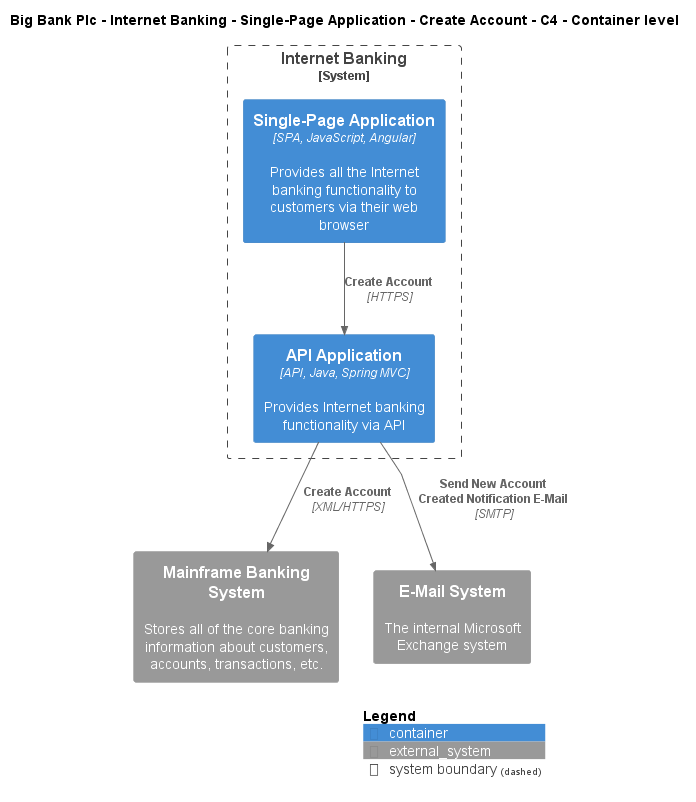 Big Bank Plc - Internet Banking - Single-Page Application - Create Account - C4 - Container level
Internet Banking
[System]
Single-Page Application
[SPA, JavaScript, Angular]
Provides all the Internet
banking functionality to
customers via their web
browser
Create Account
[HTTPS]
API Application
[API, Java, Spring MVC]
Provides Internet banking
functionality via API
Create Account
[XML/HTTPS]
Send New Account
Created Notification E-Mail
[SMTP]
Mainframe Banking
System
Stores all of the core banking
information about customers,
accounts, transactions, etc.
E-Mail System
The internal Microsoft
Exchange system
Legend
container
external_system
system boundary (dashed)